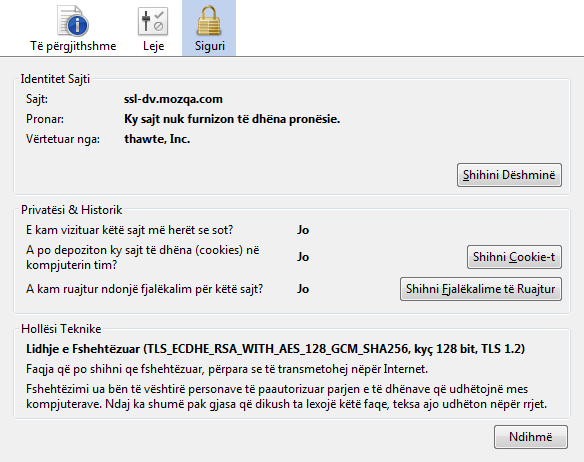 Të përgjithshme Leje Siguri
Identitet Sajti
Sajt: ssl-dv.mozqa.com
Pronar: Ky sajt nuk furnizon të dhëna pronësie.
Vërtetuar nga: thawte, Inc.
Shihini Dëshminë
Privatësi & Historik
E kam vizituar këtë sajt më herët se sot? Jo
A po depoziton ky sajt të dhëna (cookies) në
kompjuterin tim? Jo Shihni Cookie-t
A kam ruajtur ndonjë fjalëkalim për këtë sajt? Jo Shihni Fjalëkalime të Ruajtur
Hollësi Teknike
Lidhje e Fshehtëzuar (TLS_ECDHE_RSA_WITH_AES_128_GCM_SHA256, kyç 128 bit, TLS 1.2)
Faqja që po shihni qe fshehtëzuar, përpara se të transmetohej nëpër Internet.
Fshehtëzimi ua bën të vështirë personave të paautorizuar parjen e të dhënave që udhëtojnë mes
kompjuterave. Ndaj ka shumë pak gjasa që dikush ta lexojë këtë faqe, teksa ajo udhëton nëpër rrjet.
Ndihmë